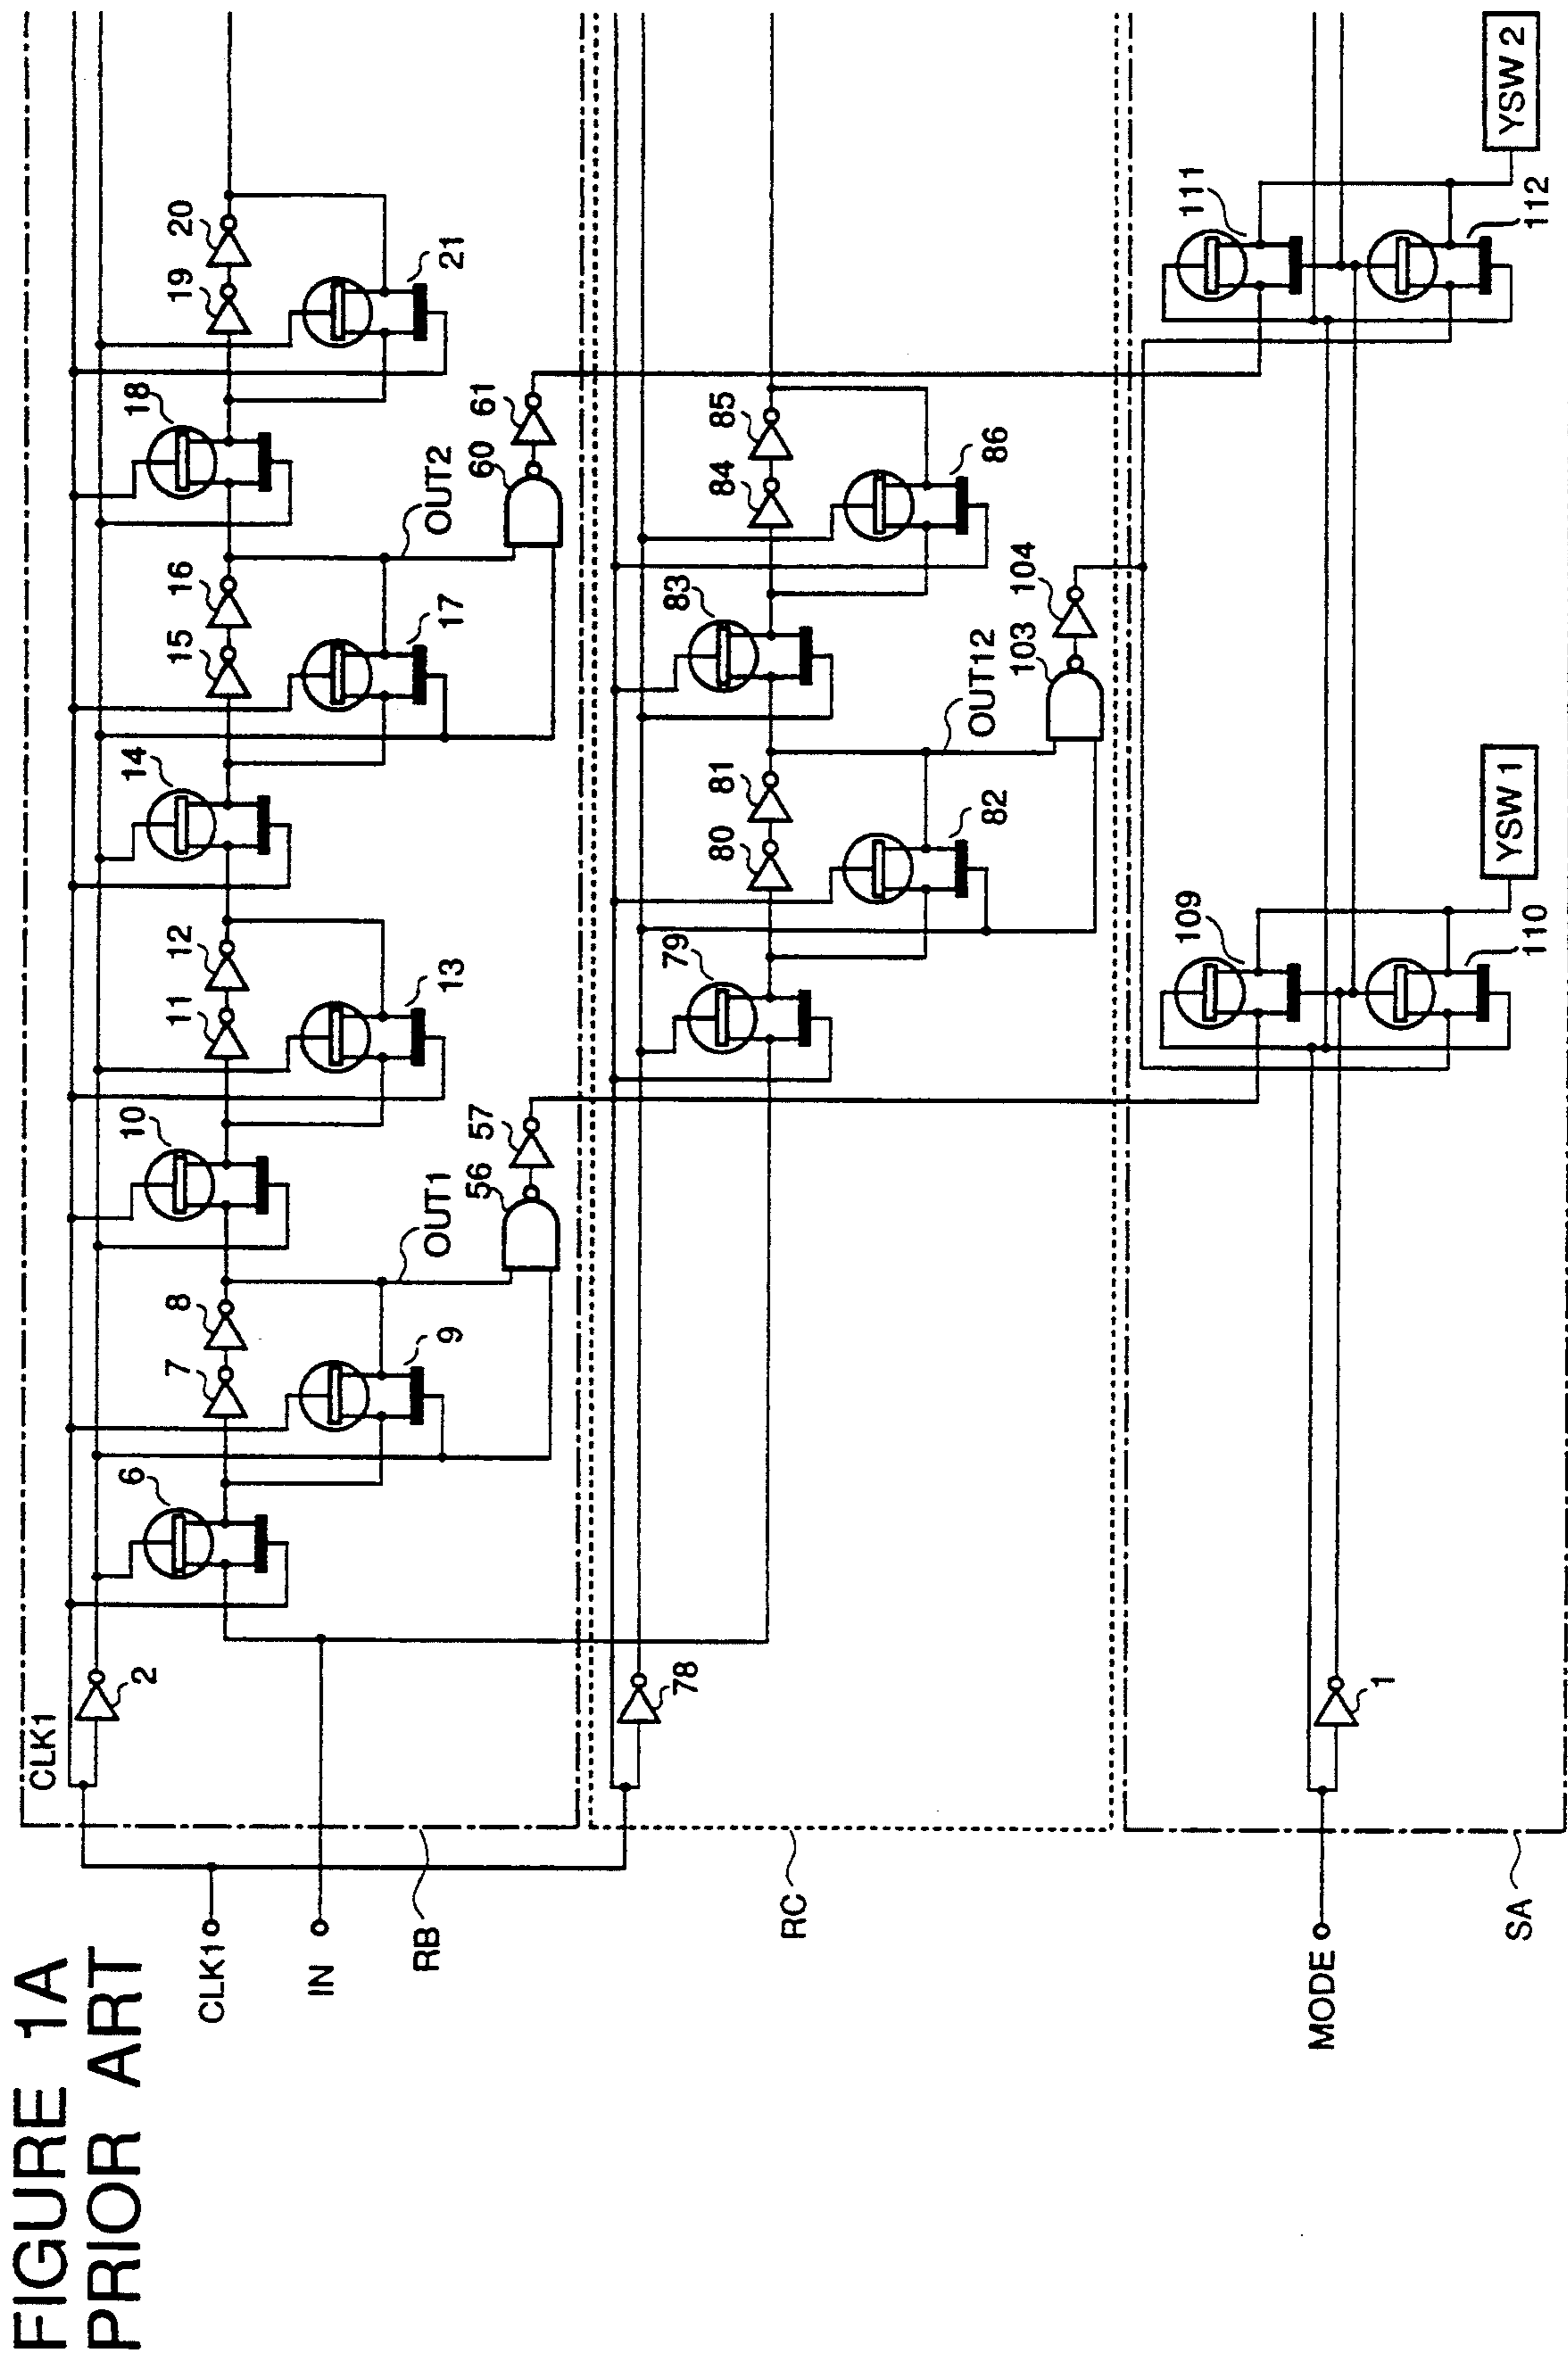 FIGURE 1A
PRIOR ART
CLK1
CLK1
IN
RB
RC
MODE
SA
2
6
7
8
9
10
11
12
13
14
15
16
17
18
19
20
21
OUT1
56
57
OUT2
60
61
78
79
80
81
82
83
84
85
86
OUT12
103
104
1
109
110
YSW 1
111
112
YSW 2